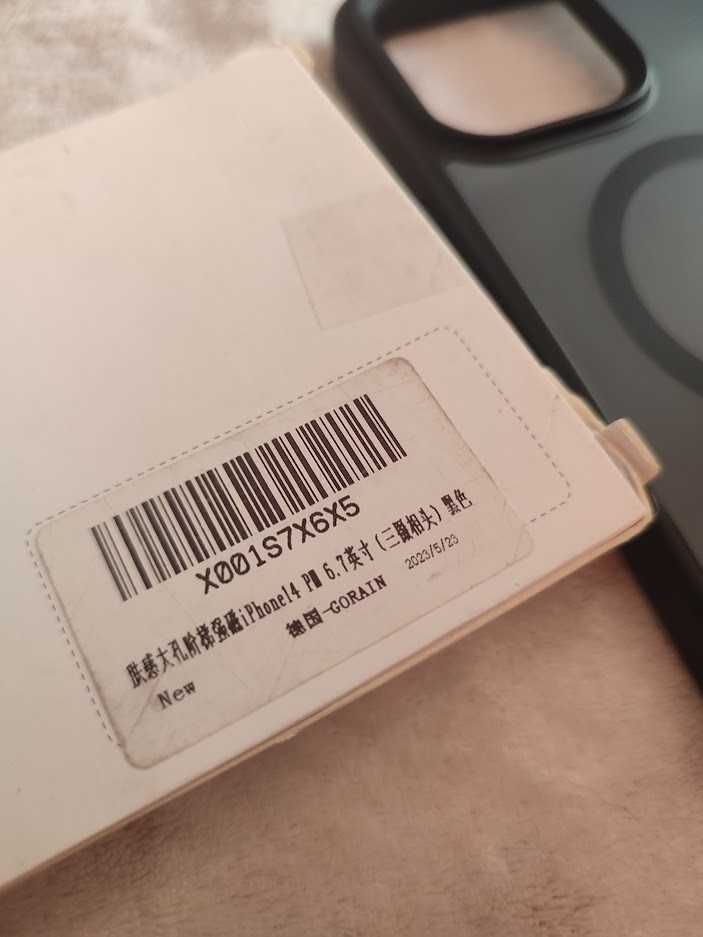 X001S7X6X5
肤感大孔阶梯强磁iPhone14 PM 6.7英寸(三摄相头)黑色
德国-GORAIN 2023/5/23
New